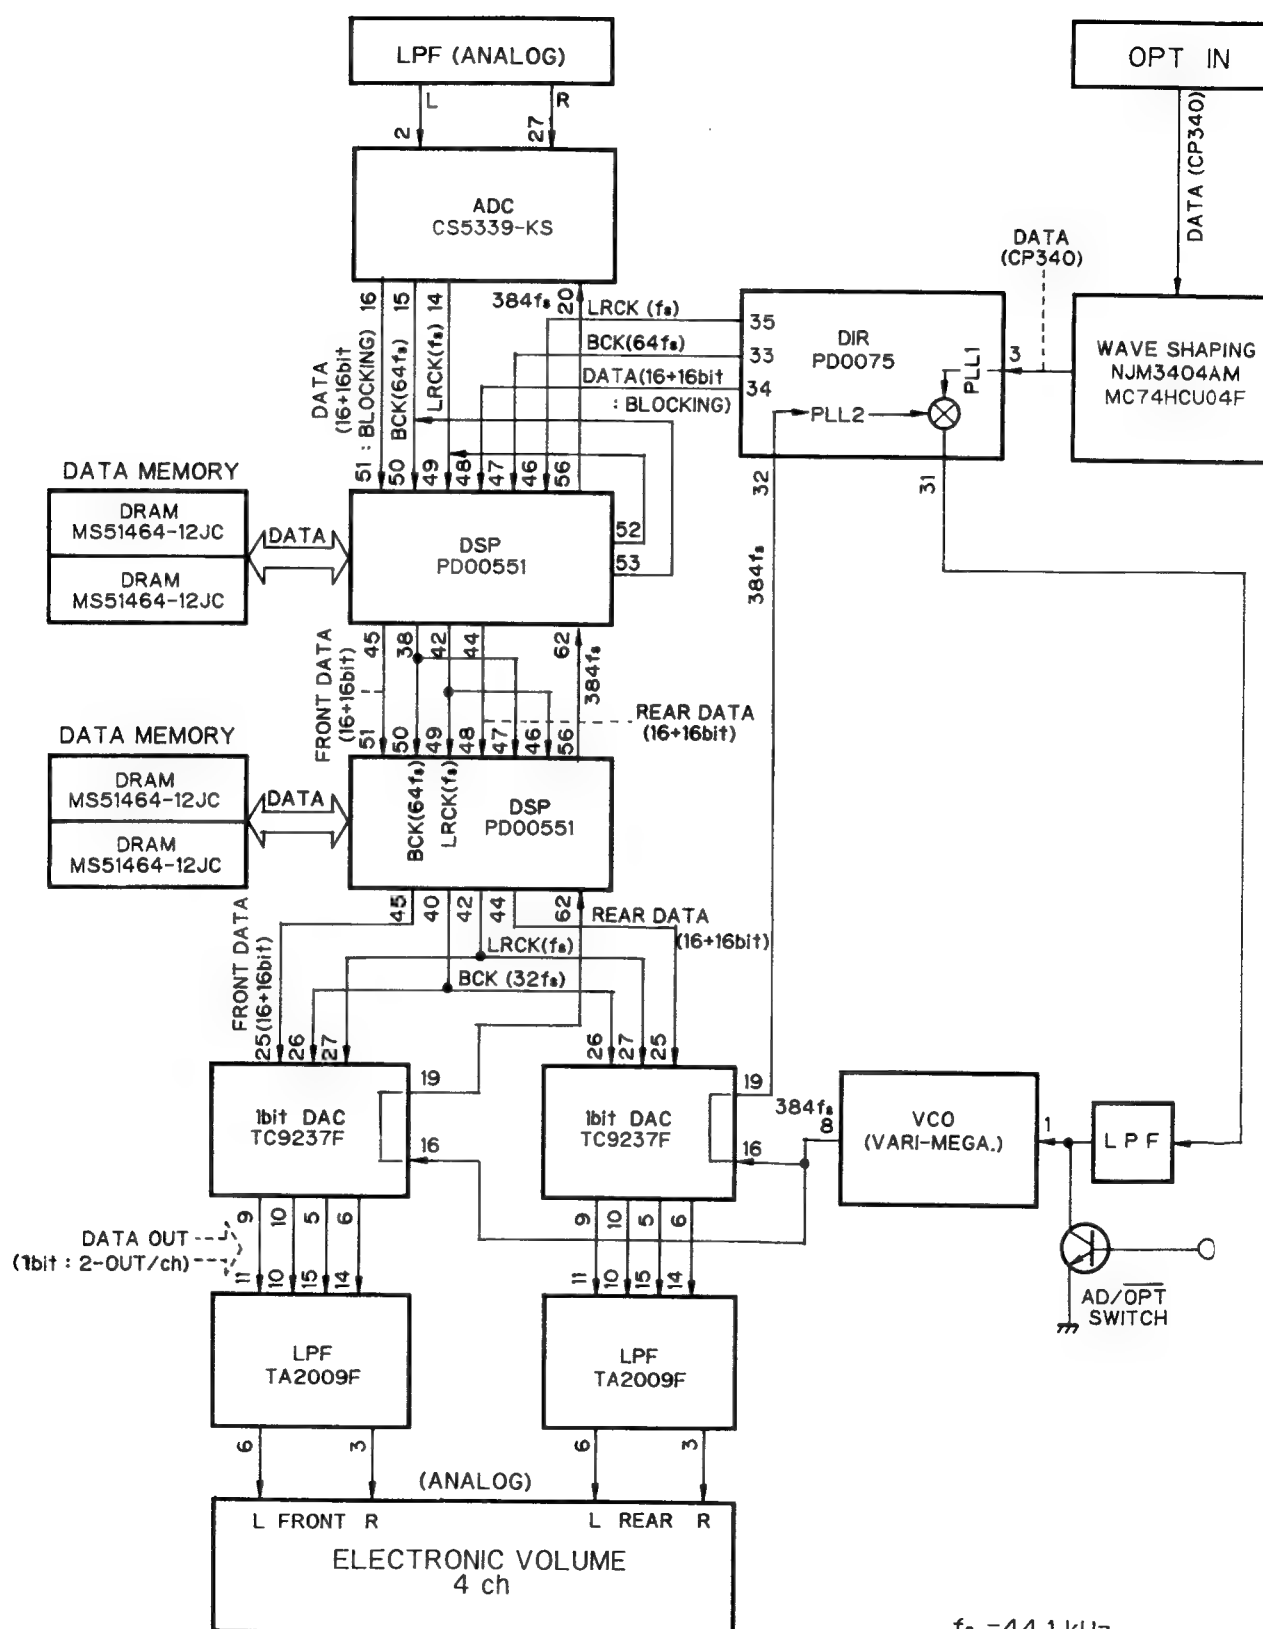 LPF (ANALOG)
L
R
2
27
OPT IN
DATA (CP340)
ADC
CS5339-KS
16
15
14
384fs
20
DATA
(16+16bit
: BLOCKING)
BCK(64fs)
LRCK(fs)
LRCK (fs)
BCK(64fs)
DATA(16+16bit
: BLOCKING)
35
33
34
DIR
PD0075
PLL1
PLL2
3
DATA
(CP340)
WAVE SHAPING
NJM3404AM
MC74HCU04F
32
31
384fs
51
50
49
48
47
46
56
DATA MEMORY
DRAM
MS51464-12JC
DRAM
MS51464-12JC
DATA
DSP
PD00551
52
53
45
38
42
44
62
FRONT DATA
(16+16bit)
384fs
REAR DATA
(16+16bit)
51
50
49
48
47
46
56
DATA MEMORY
DRAM
MS51464-12JC
DRAM
MS51464-12JC
DATA
BCK(64fs)
LRCK(fs)
DSP
PD00551
45
40
42
44
62
FRONT DATA
(16+16bit)
LRCK(fs)
BCK (32fs)
REAR DATA
(16+16bit)
25
26
27
26
27
25
1bit DAC
TC9237F
19
16
1bit DAC
TC9237F
19
16
384fs
8
VCO
(VARI-MEGA.)
1
LPF
AD/OPT
SWITCH
DATA OUT
(1bit : 2-OUT/ch)
9
10
5
6
11
10
15
14
9
10
5
6
11
10
15
14
LPF
TA2009F
LPF
TA2009F
6
3
6
3
(ANALOG)
L FRONT R
L REAR R
ELECTRONIC VOLUME
4 ch
fs =44.1 kHz